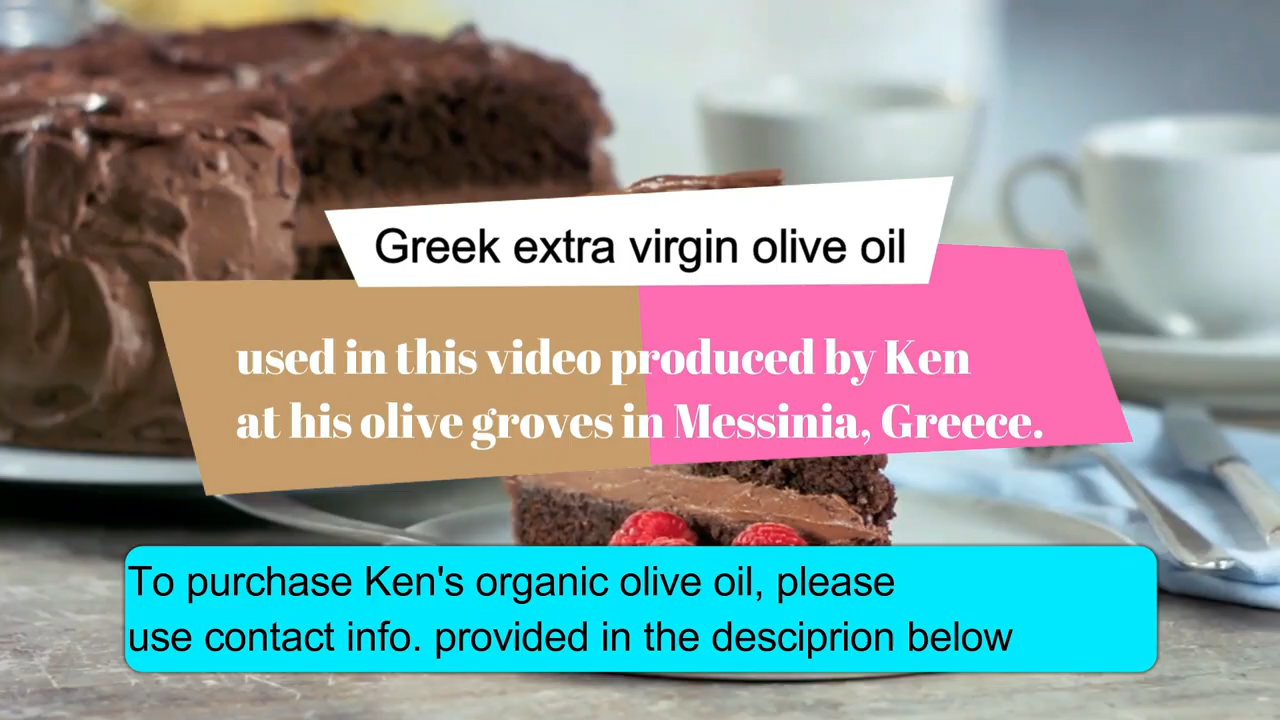 Greek extra virgin olive oil
used in this video produced by Ken
at his olive groves in Messinia, Greece.
To purchase Ken's organic olive oil, please
use contact info. provided in the desciprion below